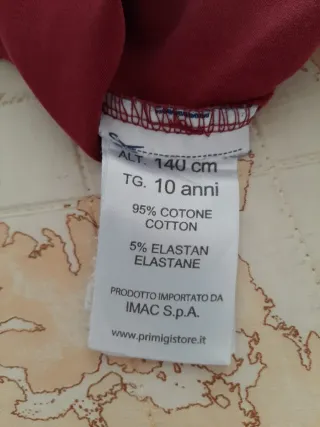 ALT. 140 cm
TG. 10 anni
95% COTONE
COTTON
5% ELASTAN
ELASTANE
PRODOTTO IMPORTATO DA
IMAC S.p.A.
www.primigistore.it